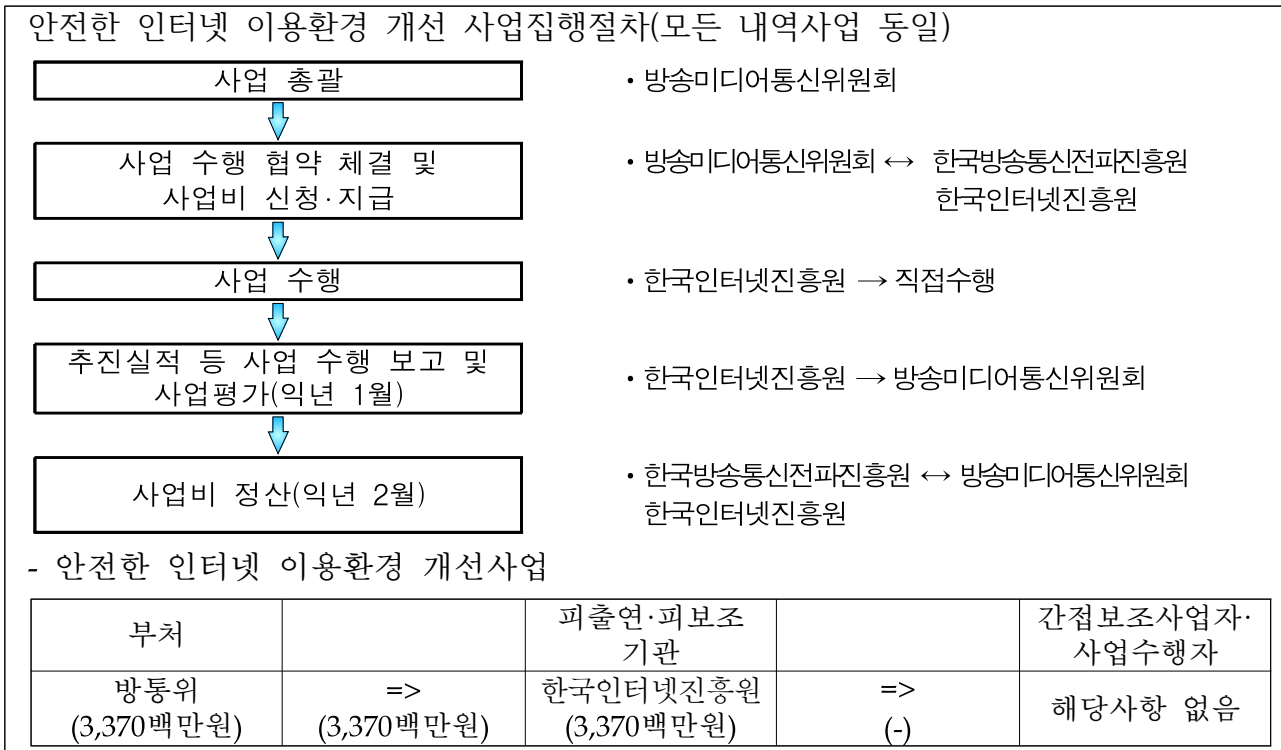 안전한 인터넷 이용환경 개선 사업집행절차(모든 내역사업 동일)
사업 총괄
• 방송미디어통신위원회
사업 수행 협약 체결 및
사업비 신청·지급
• 방송미디어통신위원회 ↔ 한국방송통신전파진흥원
한국인터넷진흥원
사업 수행
• 한국인터넷진흥원 → 직접수행
추진실적 등 사업 수행 보고 및
사업평가(익년 1월)
• 한국인터넷진흥원 → 방송미디어통신위원회
사업비 정산(익년 2월)
• 한국방송통신전파진흥원 ↔ 방송미디어통신위원회
한국인터넷진흥원
- 안전한 인터넷 이용환경 개선사업
부처
피출연·피보조
기관
간접보조사업자·
사업수행자
방통위
(3,370백만원)
=>
(3,370백만원)
한국인터넷진흥원
(3,370백만원)
=>
(-)
해당사항 없음